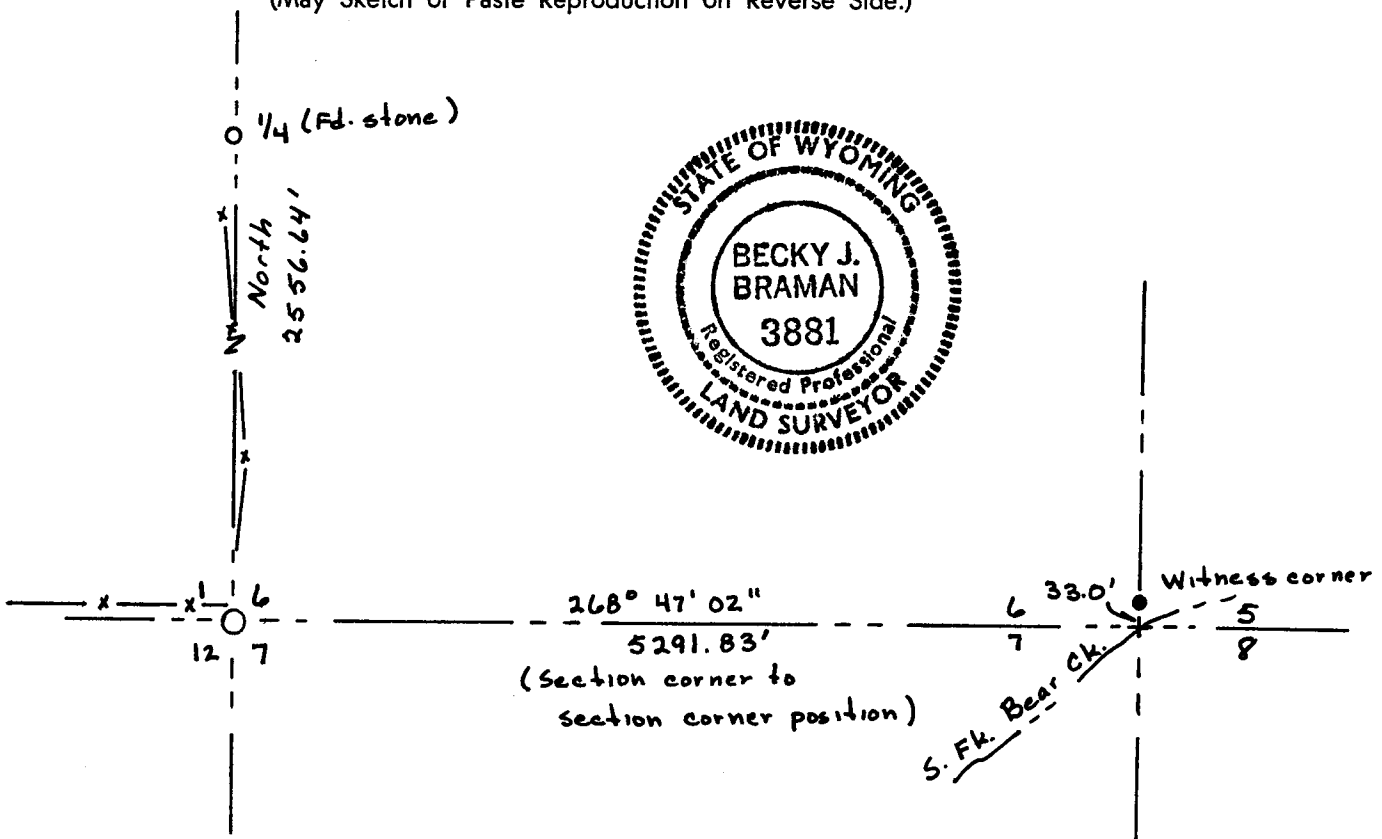 (May Sketch or Paste Reproduction on Reverse Side.)
1/4 (Fd. stone)
x
North
2556.64'
x
STATE OF WYOMING
BECKY J.
BRAMAN
3881
Registered Professional
LAND SURVEYOR
x x 1 6
12 7
268° 47' 02"
5291.83'
(Section corner to
section corner position)
6
7
33.0'
Witness corner
5
8
S. Fk. Bear Ck.